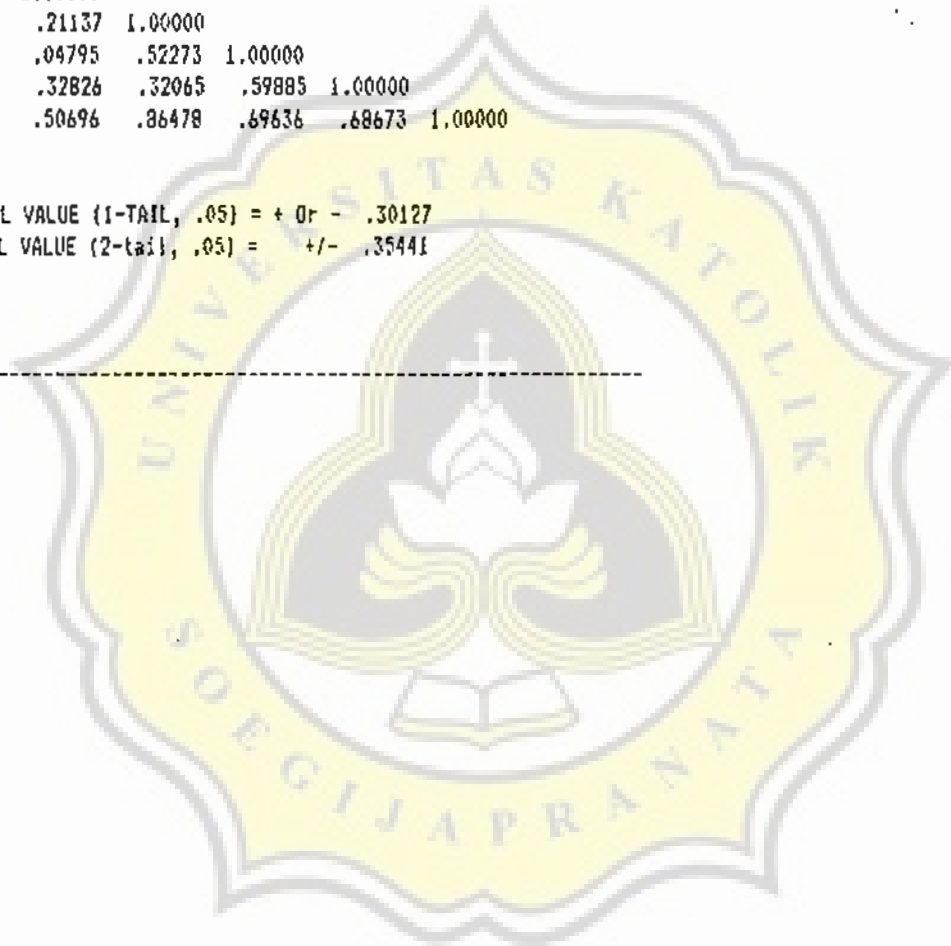 .21137 1.00000
.04795 .52273 1.00000
.32826 .32065 .59885 1.00000
.50696 .86478 .69636 .68673 1.00000
L VALUE (1-TAIL, .05) = + Or - .30127
L VALUE (2-tail, .05) = +/- .35441
UNIVERSITAS KATOLIK
SOEGIJAPRANATA